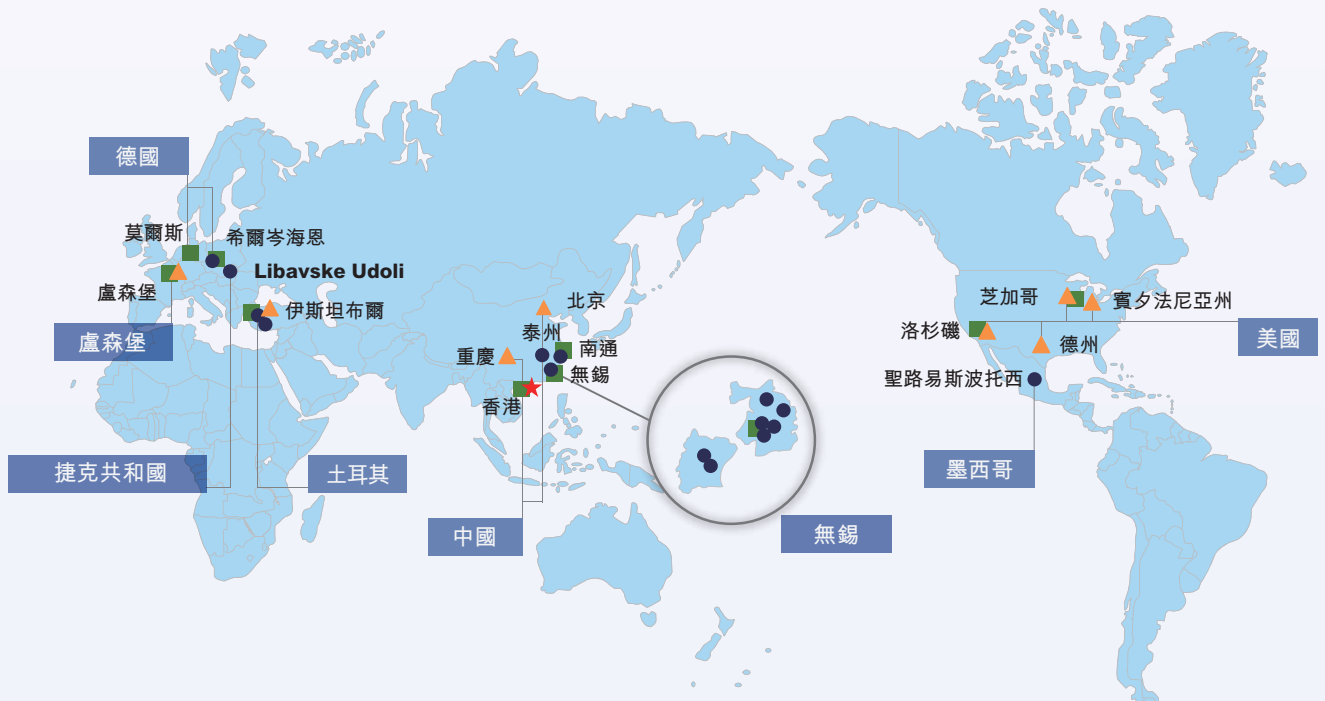 德國
莫爾斯
希爾岑海恩
Libavske Udoli
盧森堡
伊斯坦布爾
盧森堡
捷克共和國
土耳其
北京
泰州
南通
重慶
無錫
香港
中國
無錫
芝加哥
賓夕法尼亞州
洛杉磯
德州
美國
聖路易斯波托西
墨西哥